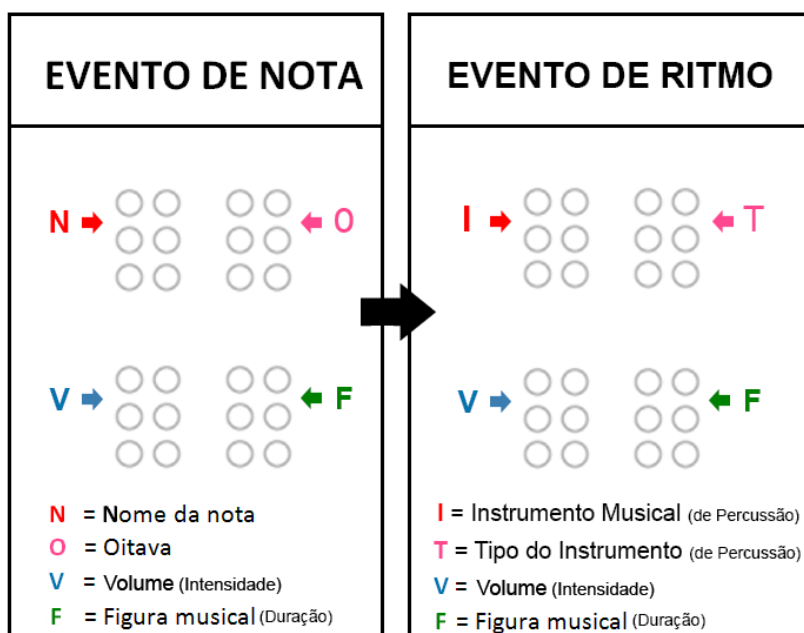 EVENTO DE NOTA
N O
V F
N = Nome da nota
O = Oitava
V = Volume (Intensidade)
F = Figura musical (Duração)
EVENTO DE RITMO
I T
V F
I = Instrumento Musical (de Percussão)
T = Tipo do Instrumento (de Percussão)
V = Volume (Intensidade)
F = Figura musical (Duração)